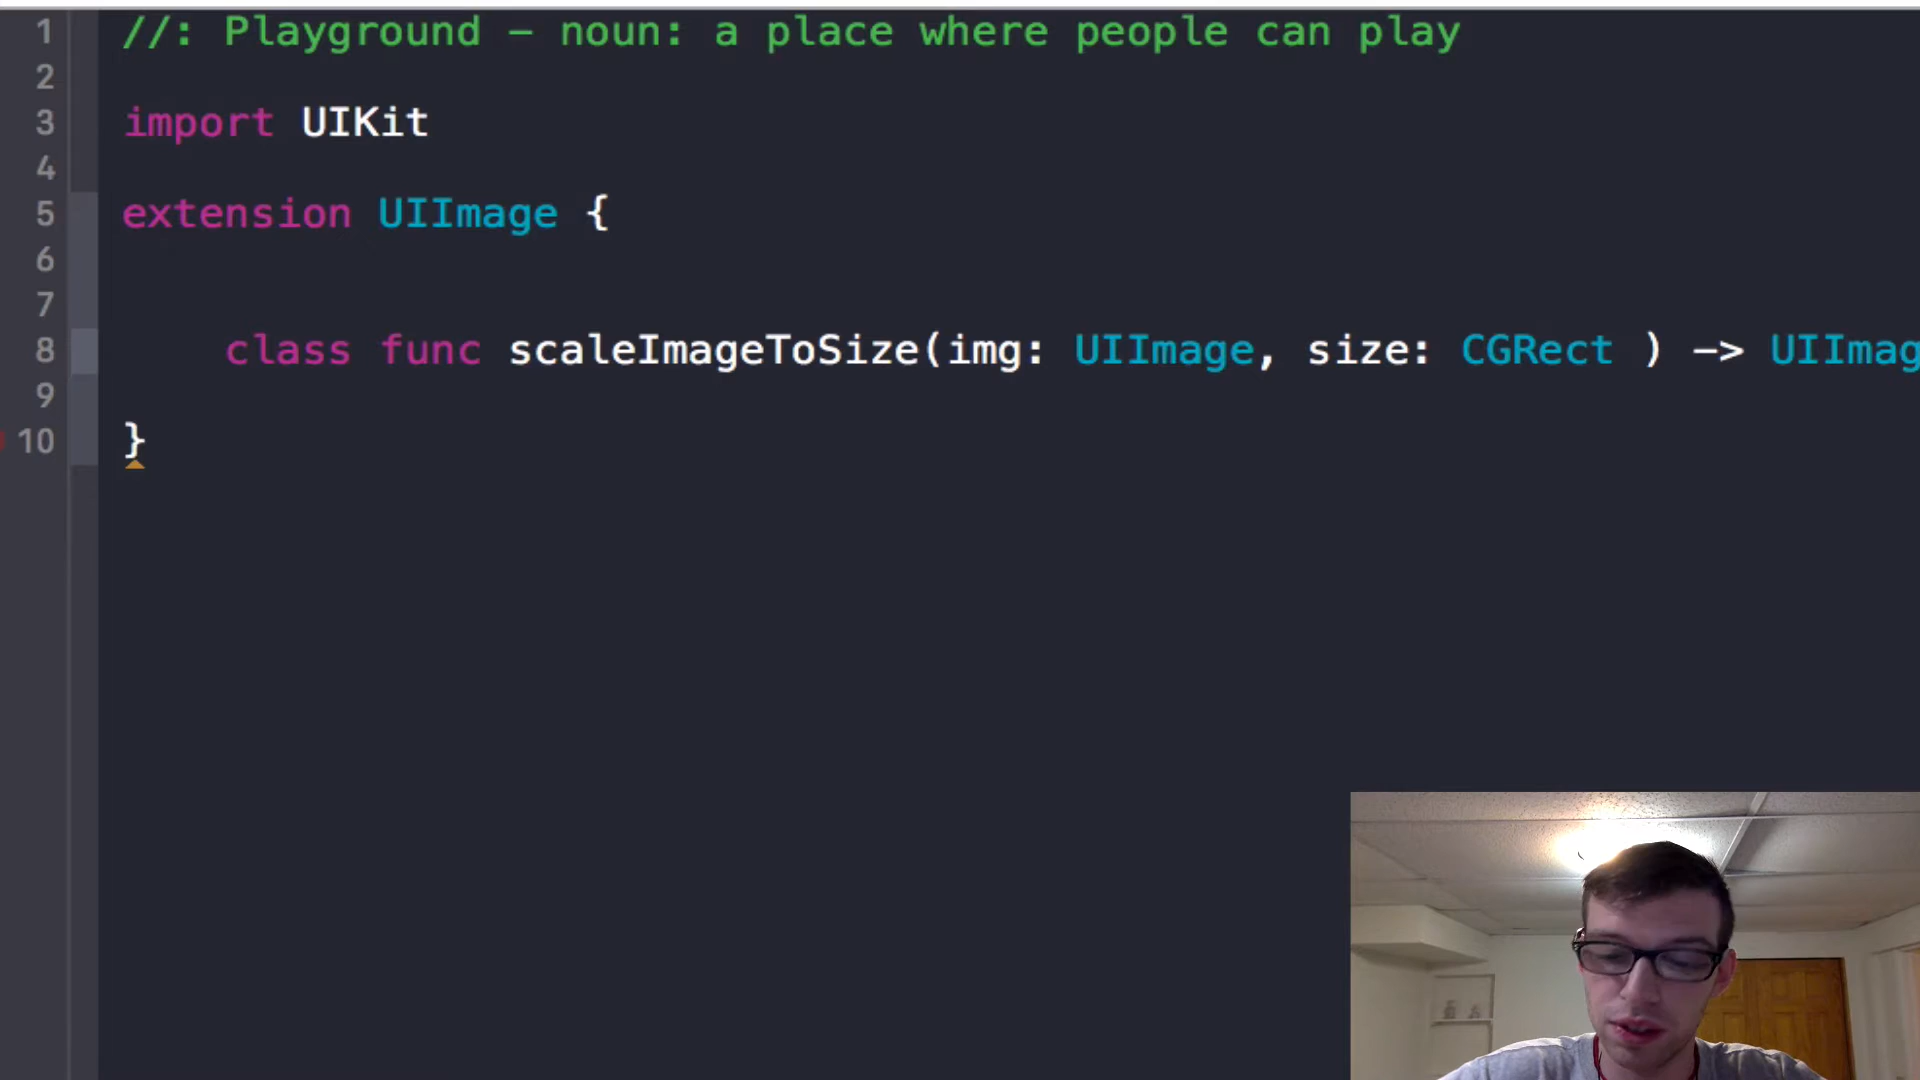 1 //: Playground – noun: a place where people can play
2
3 import UIKit
4
5 extension UIImage {
6
7
8 class func scaleImageToSize(img: UIImage, size: CGRect ) -> UIImag
9
10 }